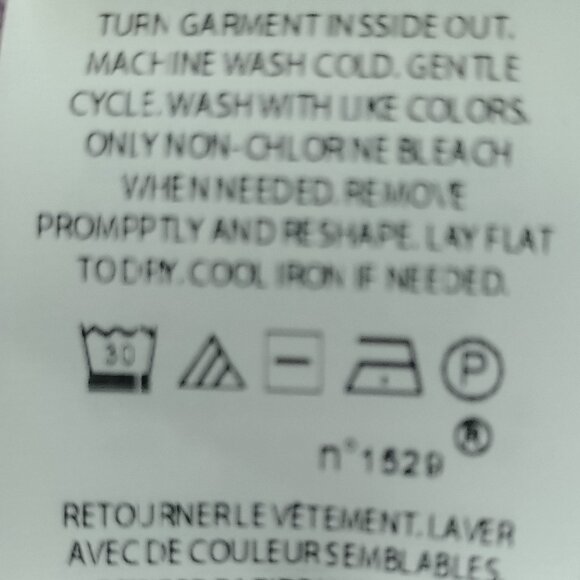 TURN GARMENT INSSIDE OUT.
MACHINE WASH COLD. GENTLE
CYCLE. WASH WITH LIKE COLORS.
ONLY NON-CHLORINE BLEACH
WHEN NEEDED. REMOVE
PROMPPTLY AND RESHAPE. LAY FLAT
TO DRY. COOL IRON IF NEEDED.
30 P
®
n°1529
RETOURNER LE VÊTEMENT. LAVER
AVEC DE COULEURS EMBLABLES.